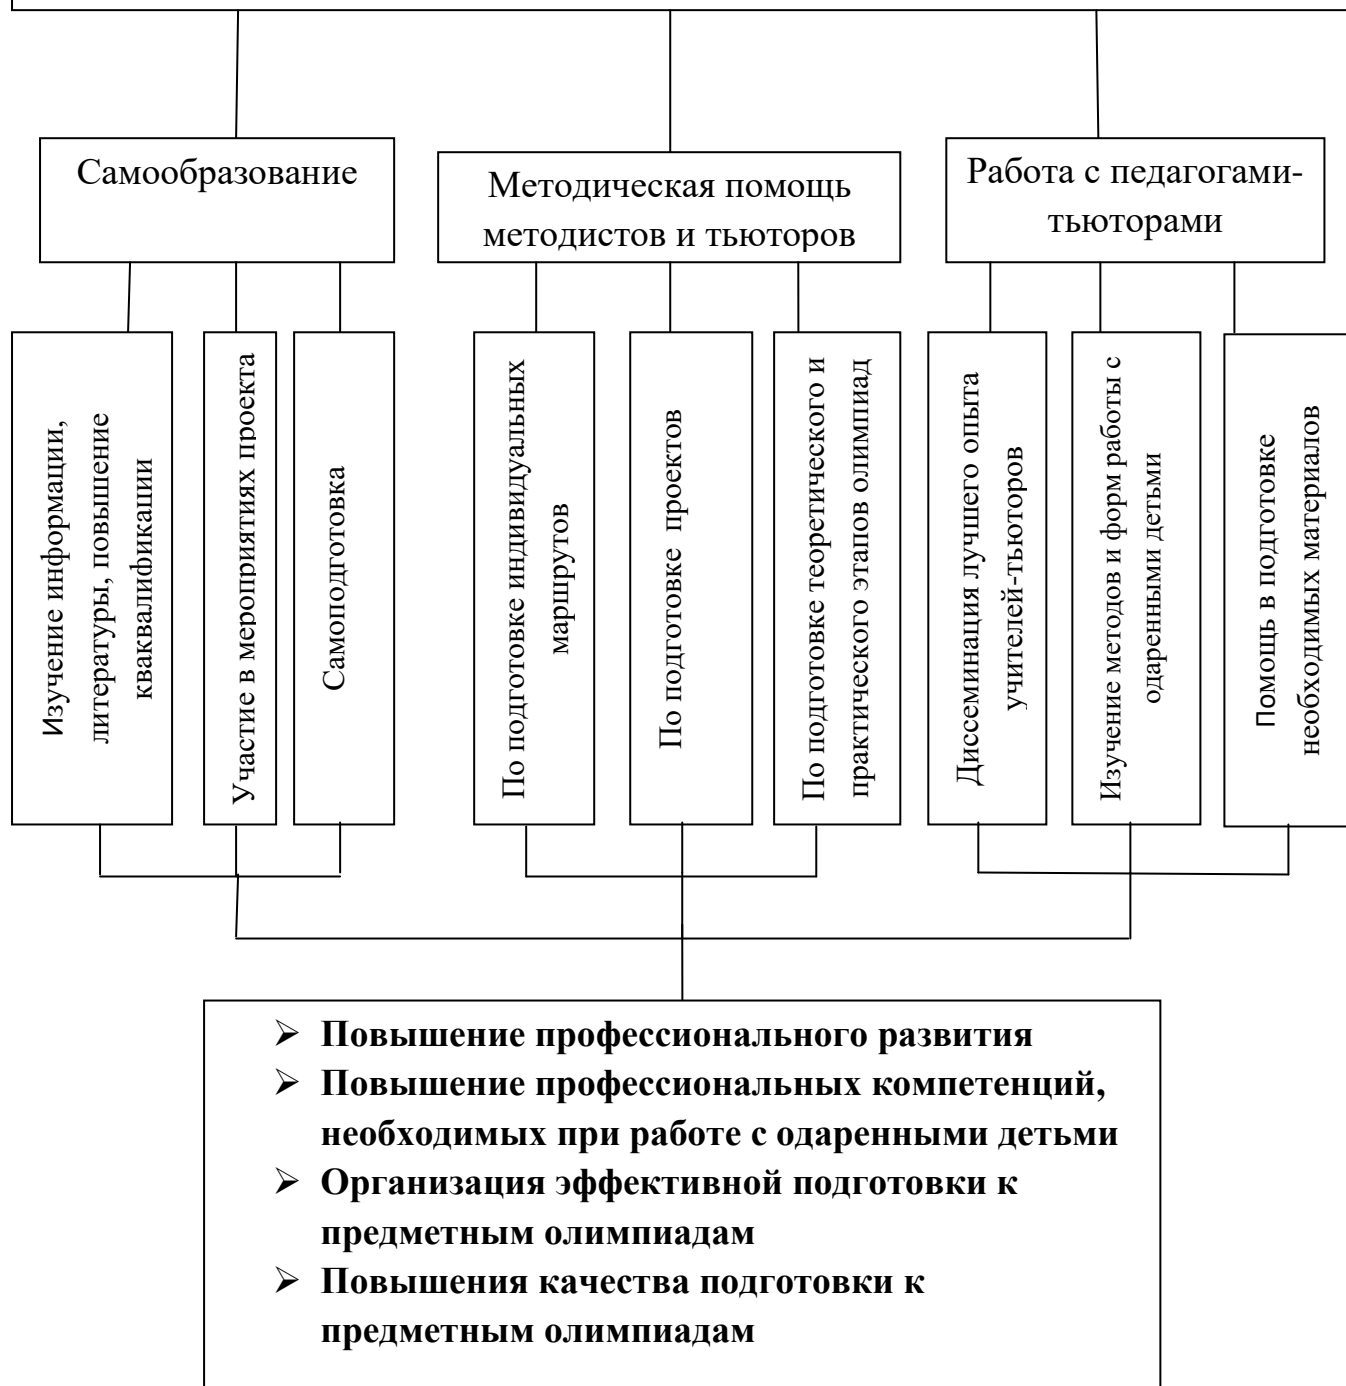 Самообразование
Методическая помощь
методистов и тьюторов
Работа с педагогами-
тьюторами
Изучение информации,
литературы, повышение
кваквалификации
Участие в мероприятиях проекта
Самоподготовка
По подготовке индивидуальных
маршрутов
По подготовке проектов
По подготовке теоретического и
практического этапов олимпиад
Диссеминация лучшего опыта
учителей-тьюторов
Изучение методов и форм работы с
одаренными детьми
Помощь в подготовке
необходимых материалов
➢ Повышение профессионального развития
➢ Повышение профессиональных компетенций,
необходимых при работе с одаренными детьми
➢ Организация эффективной подготовки к
предметным олимпиадам
➢ Повышения качества подготовки к
предметным олимпиадам